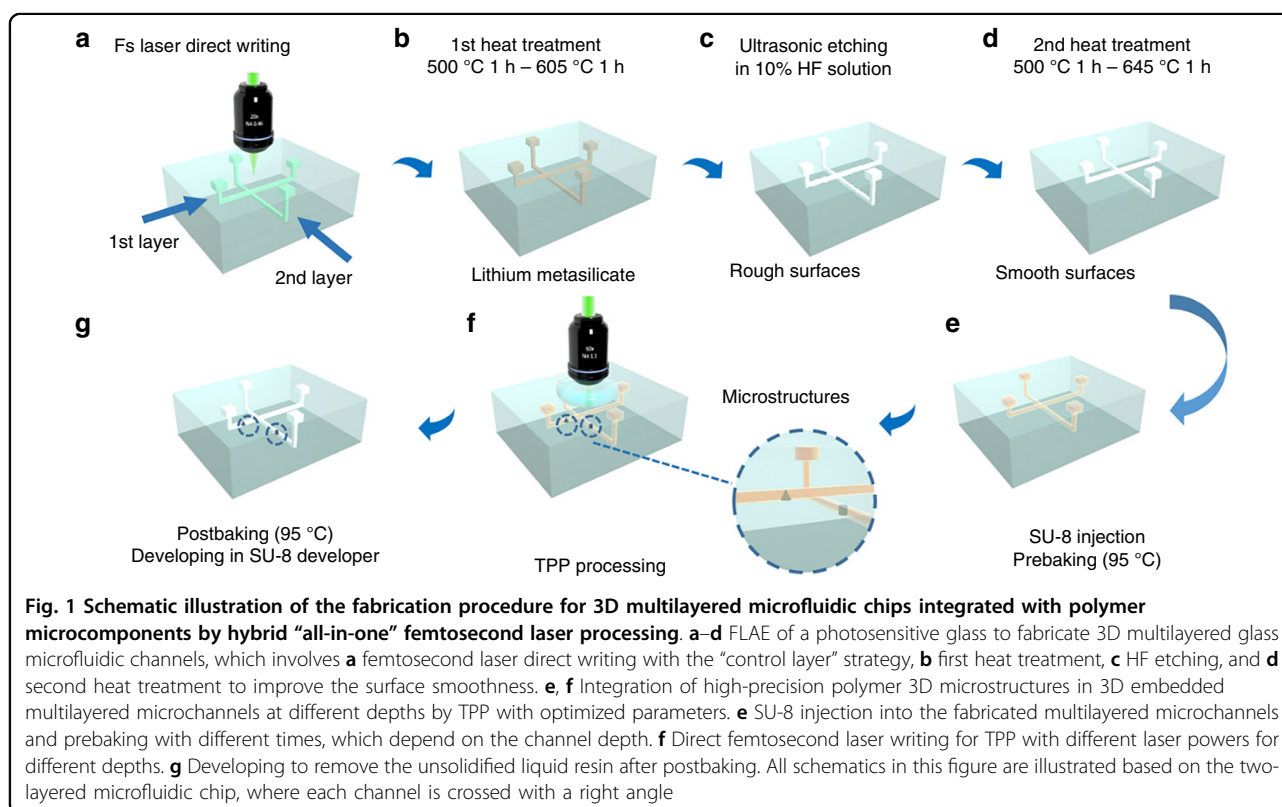 a Fs laser direct writing
20x
NA 0.46
1st layer
2nd layer
b 1st heat treatment
500 °C 1 h – 605 °C 1 h
Lithium metasilicate
c Ultrasonic etching
in 10% HF solution
Rough surfaces
d 2nd heat treatment
500 °C 1 h – 645 °C 1 h
Smooth surfaces
e
SU-8 injection
Prebaking (95 °C)
f
60x
Microstructures
TPP processing
g
Postbaking (95 °C)
Developing in SU-8 developer
Fig. 1 Schematic illustration of the fabrication procedure for 3D multilayered microfluidic chips integrated with polymer
microcomponents by hybrid “all-in-one” femtosecond laser processing. a–d FLAE of a photosensitive glass to fabricate 3D multilayered glass
microfluidic channels, which involves a femtosecond laser direct writing with the “control layer” strategy, b first heat treatment, c HF etching, and d
second heat treatment to improve the surface smoothness. e, f Integration of high-precision polymer 3D microstructures in 3D embedded
multilayered microchannels at different depths by TPP with optimized parameters. e SU-8 injection into the fabricated multilayered microchannels
and prebaking with different times, which depend on the channel depth. f Direct femtosecond laser writing for TPP with different laser powers for
different depths. g Developing to remove the unsolidified liquid resin after postbaking. All schematics in this figure are illustrated based on the two-
layered microfluidic chip, where each channel is crossed with a right angle